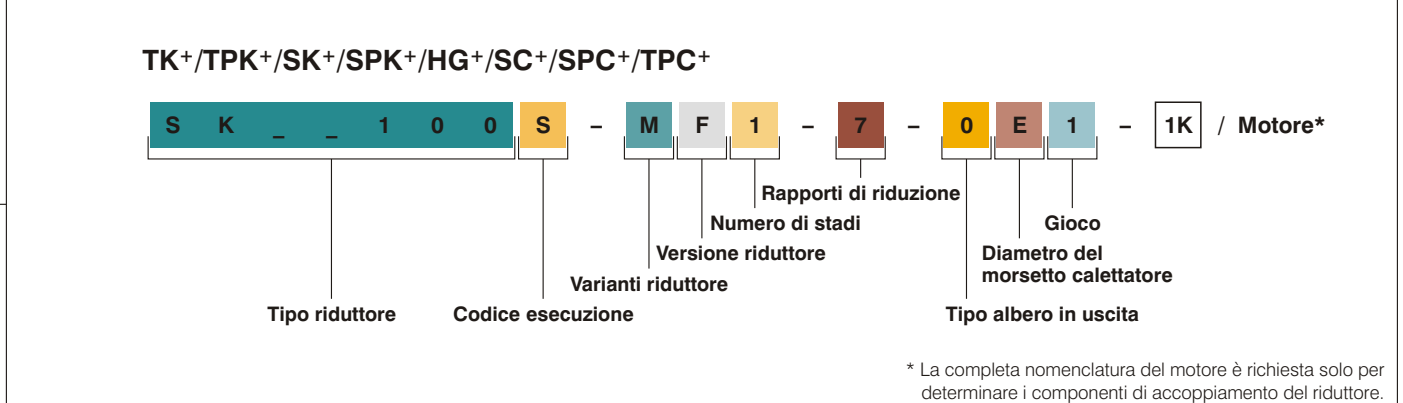 TK+/TPK+/SK+/SPK+/HG+/SC+/SPC+/TPC+
S K _ _ 1 0 0 S – M F 1 – 7 – 0 E 1 – 1K / Motore*
Rapporti di riduzione
Numero di stadi
Gioco
Versione riduttore
Diametro del
morsetto calettatore
Varianti riduttore
Tipo riduttore
Codice esecuzione
Tipo albero in uscita
* La completa nomenclatura del motore è richiesta solo per
determinare i componenti di accoppiamento del riduttore.